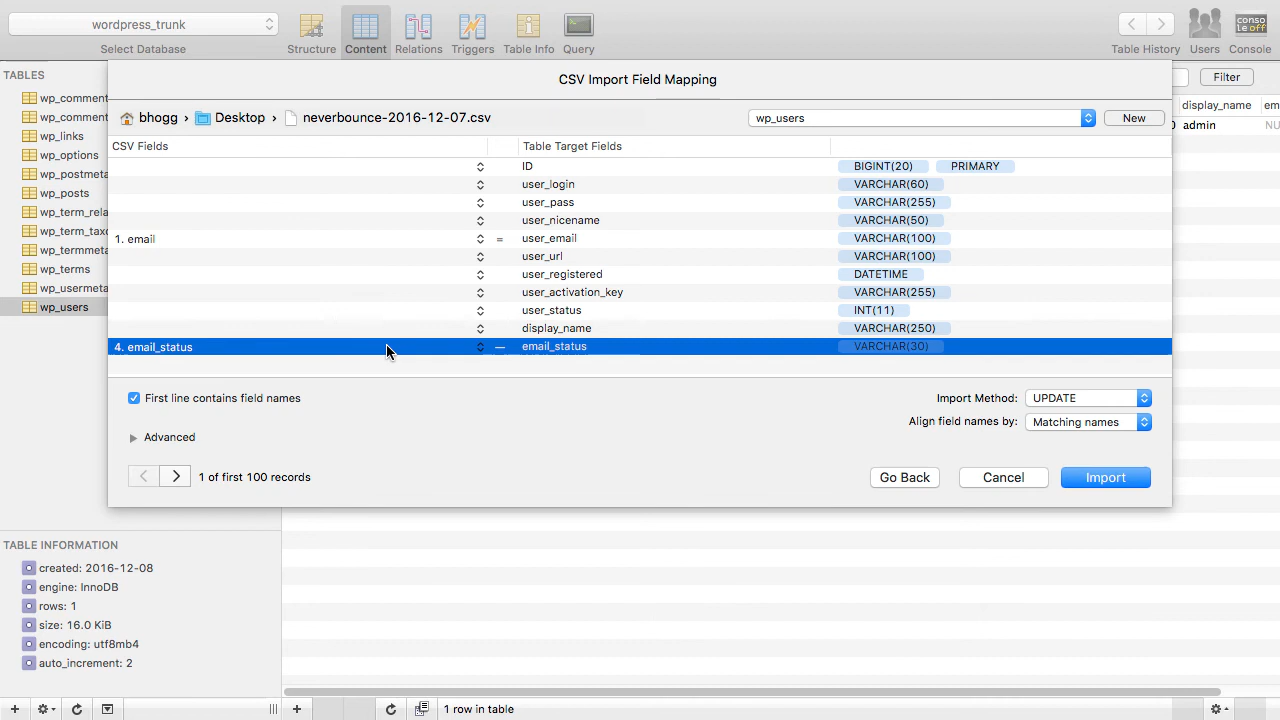 wordpress_trunk
Select Database
Structure
Content
Relations
Triggers
Table Info
Query
Table History
Users
conso
le off
Console
TABLES
wp_comment
wp_comment
wp_links
wp_options
wp_postmeta
wp_posts
wp_term_rela
wp_term_taxo
wp_termmeta
wp_terms
wp_usermeta
wp_users
Filter
display_name
em
admin
NU
CSV Import Field Mapping
bhogg
Desktop
neverbounce-2016-12-07.csv
wp_users
New
CSV Fields
Table Target Fields
ID BIGINT(20) PRIMARY
user_login VARCHAR(60)
user_pass VARCHAR(255)
user_nicename VARCHAR(50)
1. email = user_email VARCHAR(100)
user_url VARCHAR(100)
user_registered DATETIME
user_activation_key VARCHAR(255)
user_status INT(11)
display_name VARCHAR(250)
4. email_status — email_status VARCHAR(30)
First line contains field names
Import Method: UPDATE
Align field names by: Matching names
Advanced
1 of first 100 records
Go Back
Cancel
Import
TABLE INFORMATION
created: 2016-12-08
engine: InnoDB
rows: 1
size: 16.0 KiB
encoding: utf8mb4
auto_increment: 2
1 row in table